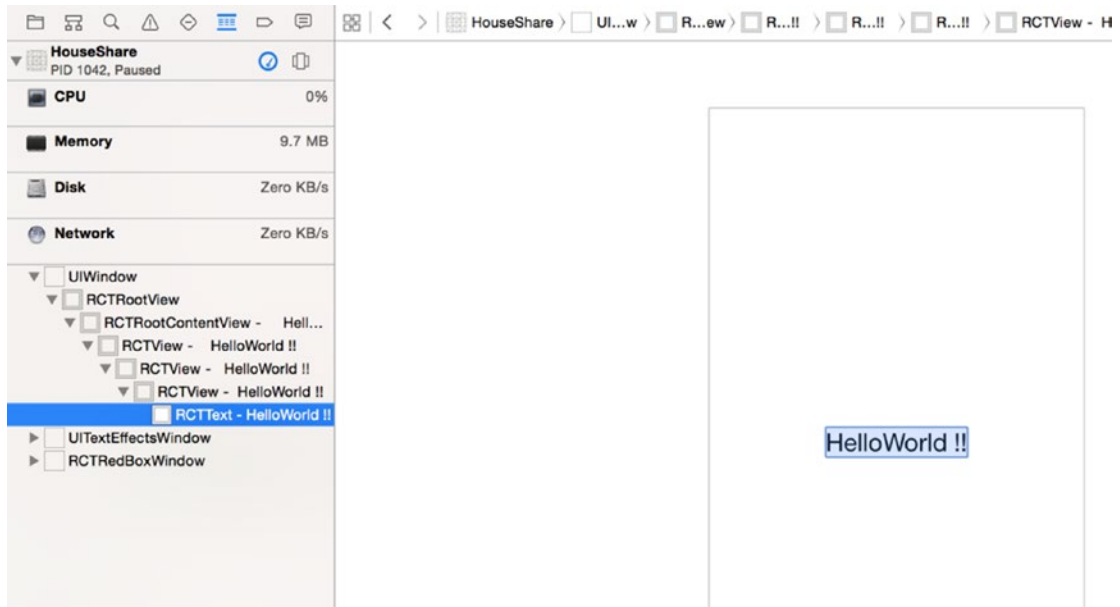 HouseShare UI...w R...ew R...!! R...!! R...!! RCTView - H
HouseShare
PID 1042, Paused
CPU 0%
Memory 9.7 MB
Disk Zero KB/s
Network Zero KB/s
UIWindow
RCTRootView
RCTRootContentView - Hell...
RCTView - HelloWorld !!
RCTView - HelloWorld !!
RCTView - HelloWorld !!
RCTText - HelloWorld !!
UITextEffectsWindow
RCTRedBoxWindow
HelloWorld !!